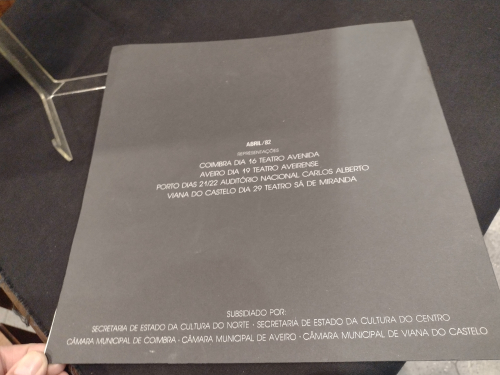 ABRIL/82
REPRESENTAÇÕES
COIMBRA DIA 16 TEATRO AVENIDA
AVEIRO DIA 19 TEATRO AVEIRENSE
PORTO DIAS 21/22 AUDITÓRIO NACIONAL CARLOS ALBERTO
VIANA DO CASTELO DIA 29 TEATRO SÁ DE MIRANDA
SUBSIDIADO POR:
SECRETARIA DE ESTADO DA CULTURA DO NORTE · SECRETARIA DE ESTADO DA CULTURA DO CENTRO
CÂMARA MUNICIPAL DE COIMBRA · CÂMARA MUNICIPAL DE AVEIRO · CÂMARA MUNICIPAL DE VIANA DO CASTELO